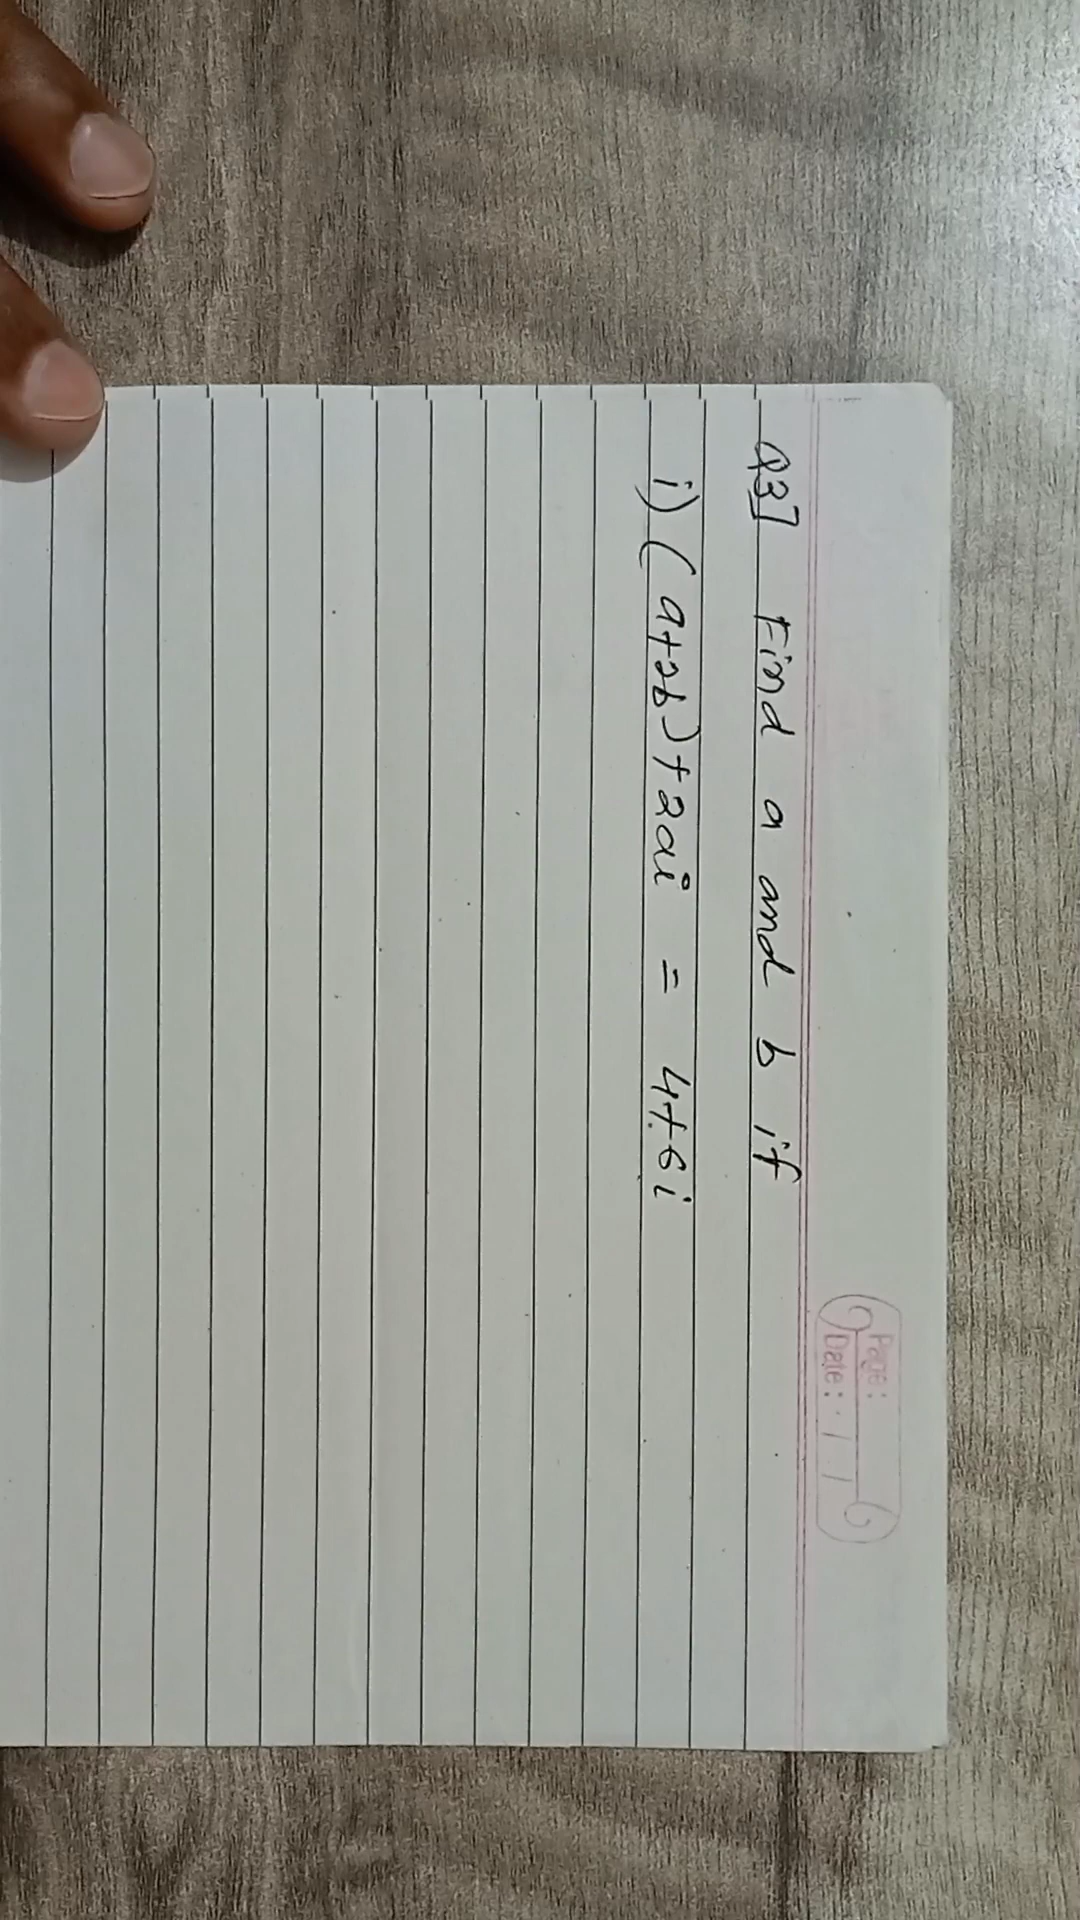 Page:
Date: / /
Q3] Find a and b if
i) (a+2b)+2ai = 4+6i